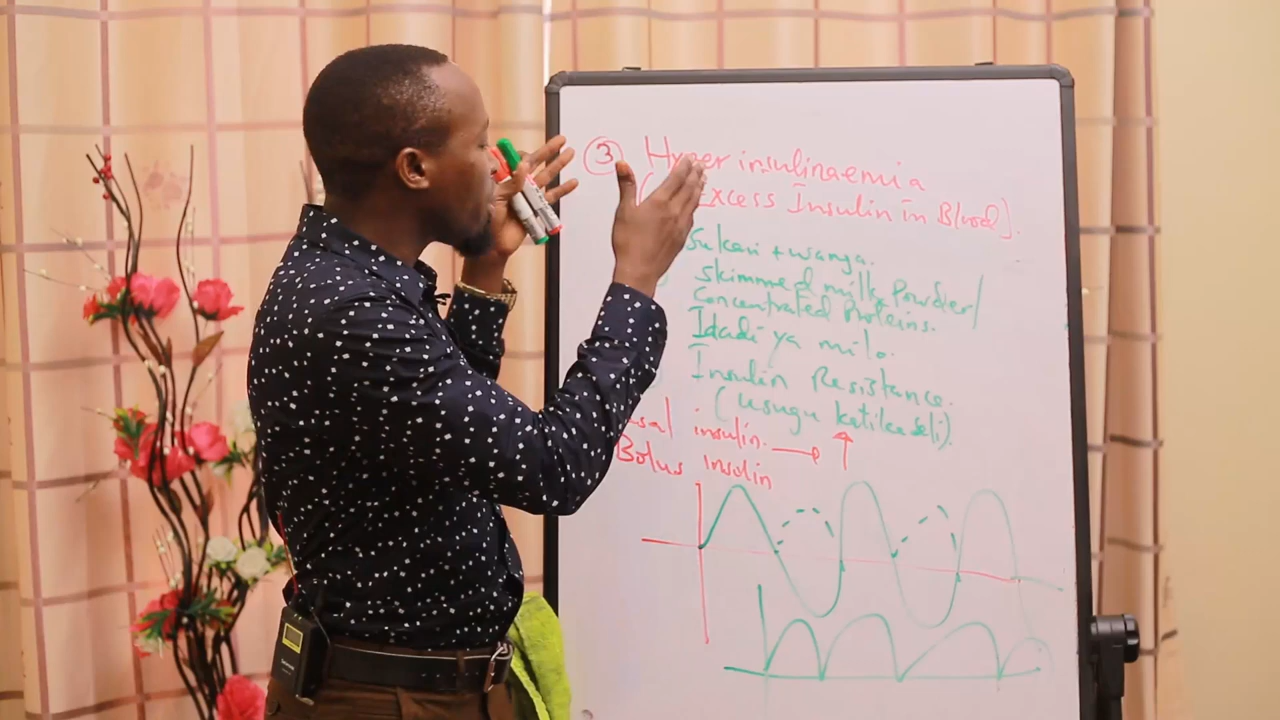 3 Hyper insulinaemia
Excess Insulin in Blood].
Sukari + wanga.
Skimmed milk Powder/
Concentrated Proteins.
Idadi ya milo.
Insulin Resistance.
(usugu katika seli).
sal insulin.
Bolus insulin